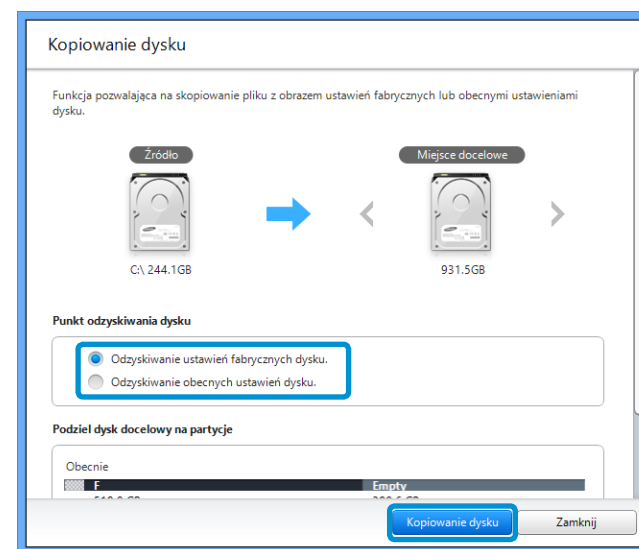 Kopiowanie dysku
Funkcja pozwalająca na skopiowanie pliku z obrazem ustawień fabrycznych lub obecnymi ustawieniami
dysku.
Źródło
Miejsce docelowe
C:\ 244.1GB
931.5GB
Punkt odzyskiwania dysku
Odzyskiwanie ustawień fabrycznych dysku.
Odzyskiwanie obecnych ustawień dysku.
Podziel dysk docelowy na partycje
Obecnie
F
Empty
Kopiowanie dysku
Zamknij